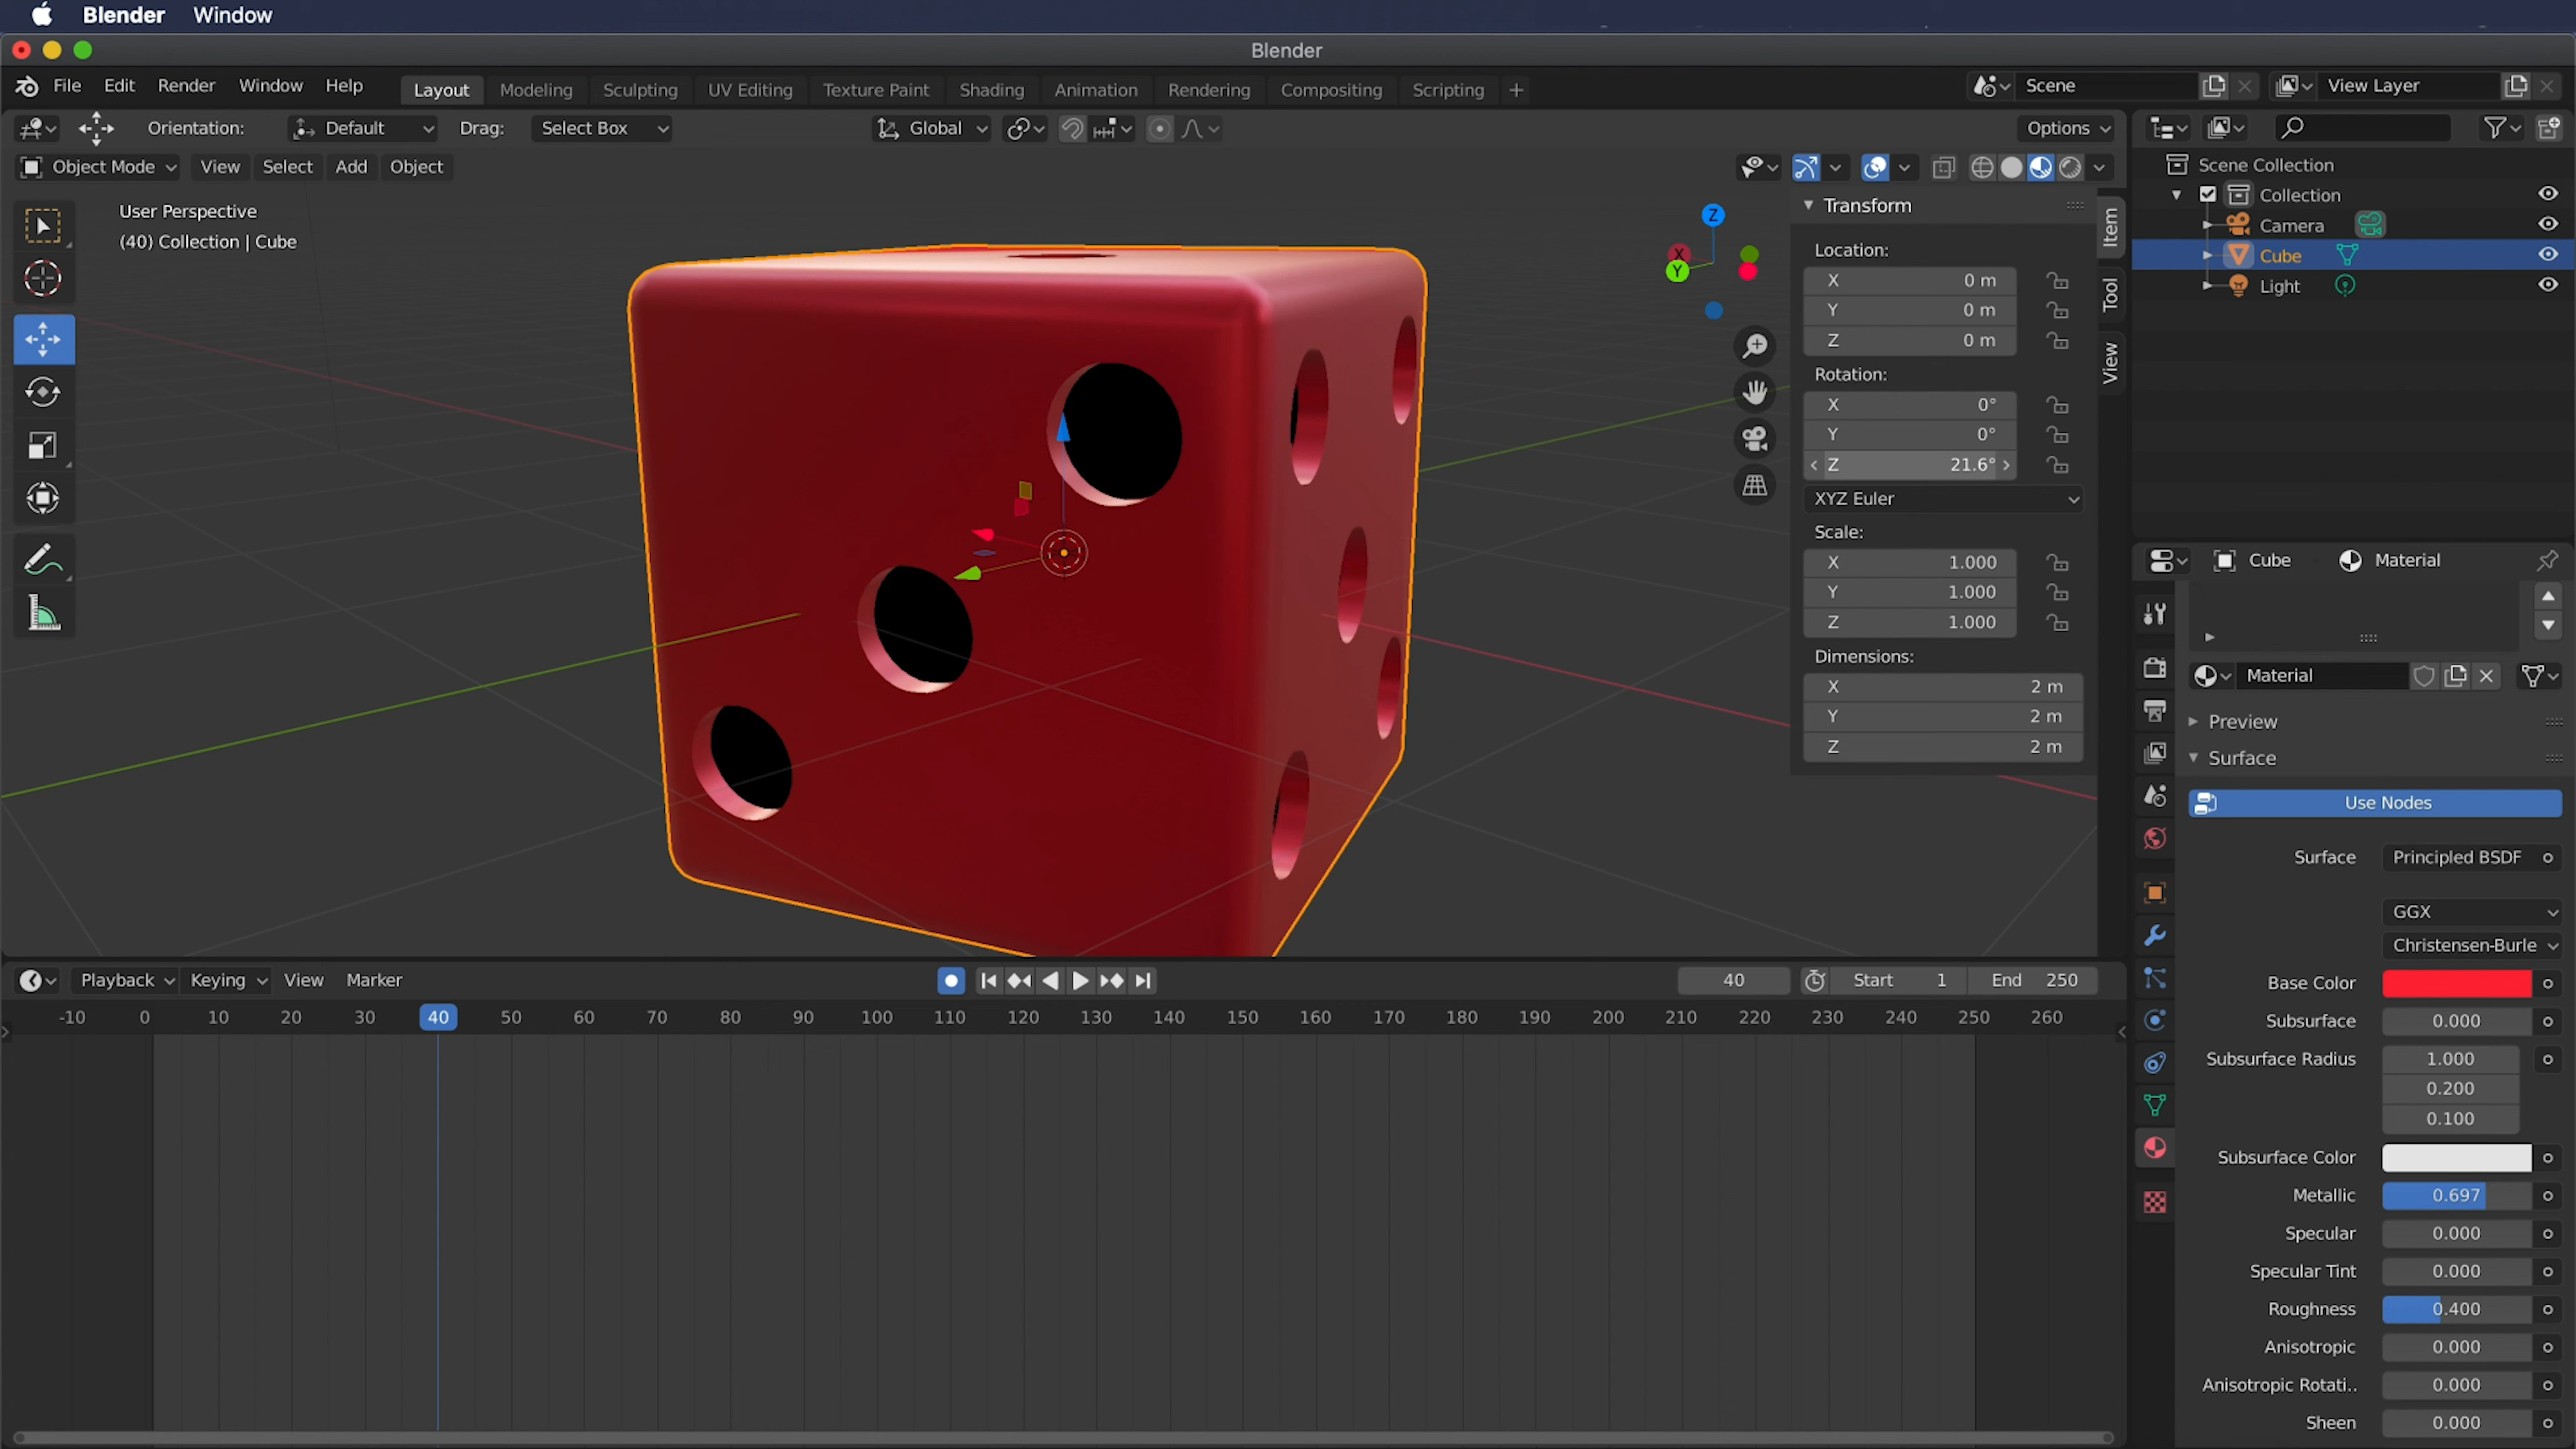 Blender Window
Blender
File Edit Render Window Help Layout Modeling Sculpting UV Editing Texture Paint Shading Animation Rendering Compositing Scripting + Scene View Layer
Orientation: Default Drag: Select Box Global Options
Object Mode View Select Add Object
User Perspective
(40) Collection | Cube
Z
X
Y
Transform
Location:
X 0 m
Y 0 m
Z 0 m
Rotation:
X 0°
Y 0°
Z 21.6°
XYZ Euler
Scale:
X 1.000
Y 1.000
Z 1.000
Dimensions:
X 2 m
Y 2 m
Z 2 m
Item
Tool
View
Scene Collection
Collection
Camera
Cube
Light
Cube Material
Material
Preview
Surface
Use Nodes
Surface Principled BSDF
GGX
Christensen-Burle
Base Color
Subsurface 0.000
Subsurface Radius 1.000
0.200
0.100
Subsurface Color
Metallic 0.697
Specular 0.000
Specular Tint 0.000
Roughness 0.400
Anisotropic 0.000
Anisotropic Rotati.. 0.000
Sheen 0.000
Playback Keying View Marker 40 Start 1 End 250
-10 0 10 20 30 40 50 60 70 80 90 100 110 120 130 140 150 160 170 180 190 200 210 220 230 240 250 260